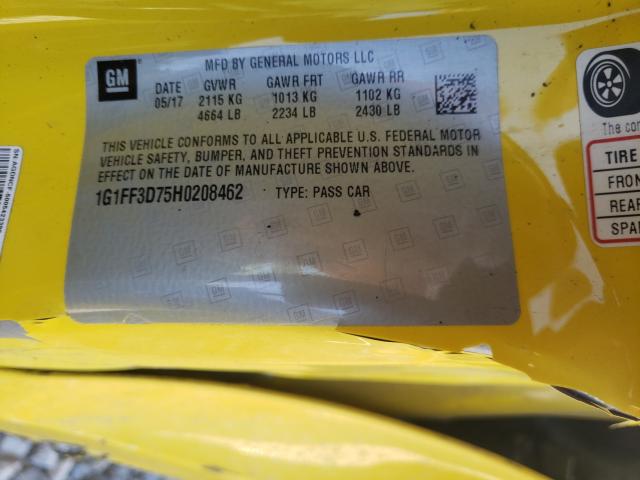 GM
MFD BY GENERAL MOTORS LLC
DATE GVWR GAWR FRT GAWR RR
05/17 2115 KG 1013 KG 1102 KG
4664 LB 2234 LB 2430 LB
THIS VEHICLE CONFORMS TO ALL APPLICABLE U.S. FEDERAL MOTOR
VEHICLE SAFETY, BUMPER, AND THEFT PREVENTION STANDARDS IN
EFFECT ON THE DATE OF MANUFACTURE SHOWN ABOVE.
1G1FF3D75H0208462 TYPE: PASS CAR
The
TIRE
FRON
REAR
SPA